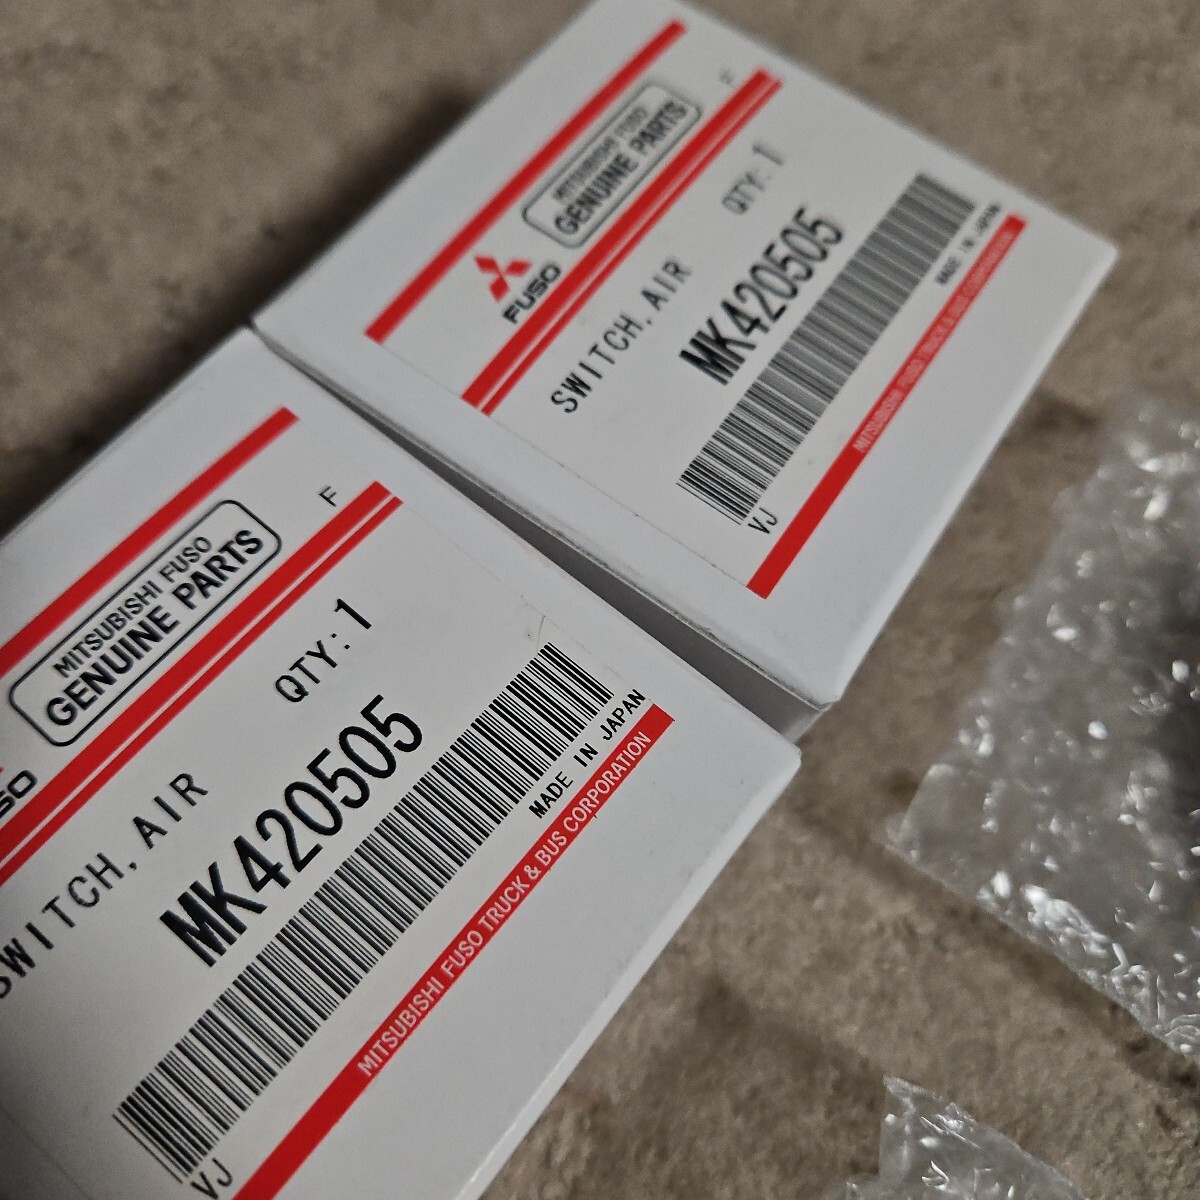 F
MITSUBISHI FUSO
GENUINE PARTS
FUSO
SWITCH, AIR
QTY: 1
MK420505
MADE IN JAPAN
VJ
MITSUBISHI FUSO TRUCK & BUS CORPORATION
F
MITSUBISHI FUSO
GENUINE PARTS
SO
SWITCH, AIR
QTY: 1
MK420505
MADE IN JAPAN
VJ
MITSUBISHI FUSO TRUCK & BUS CORPORATION